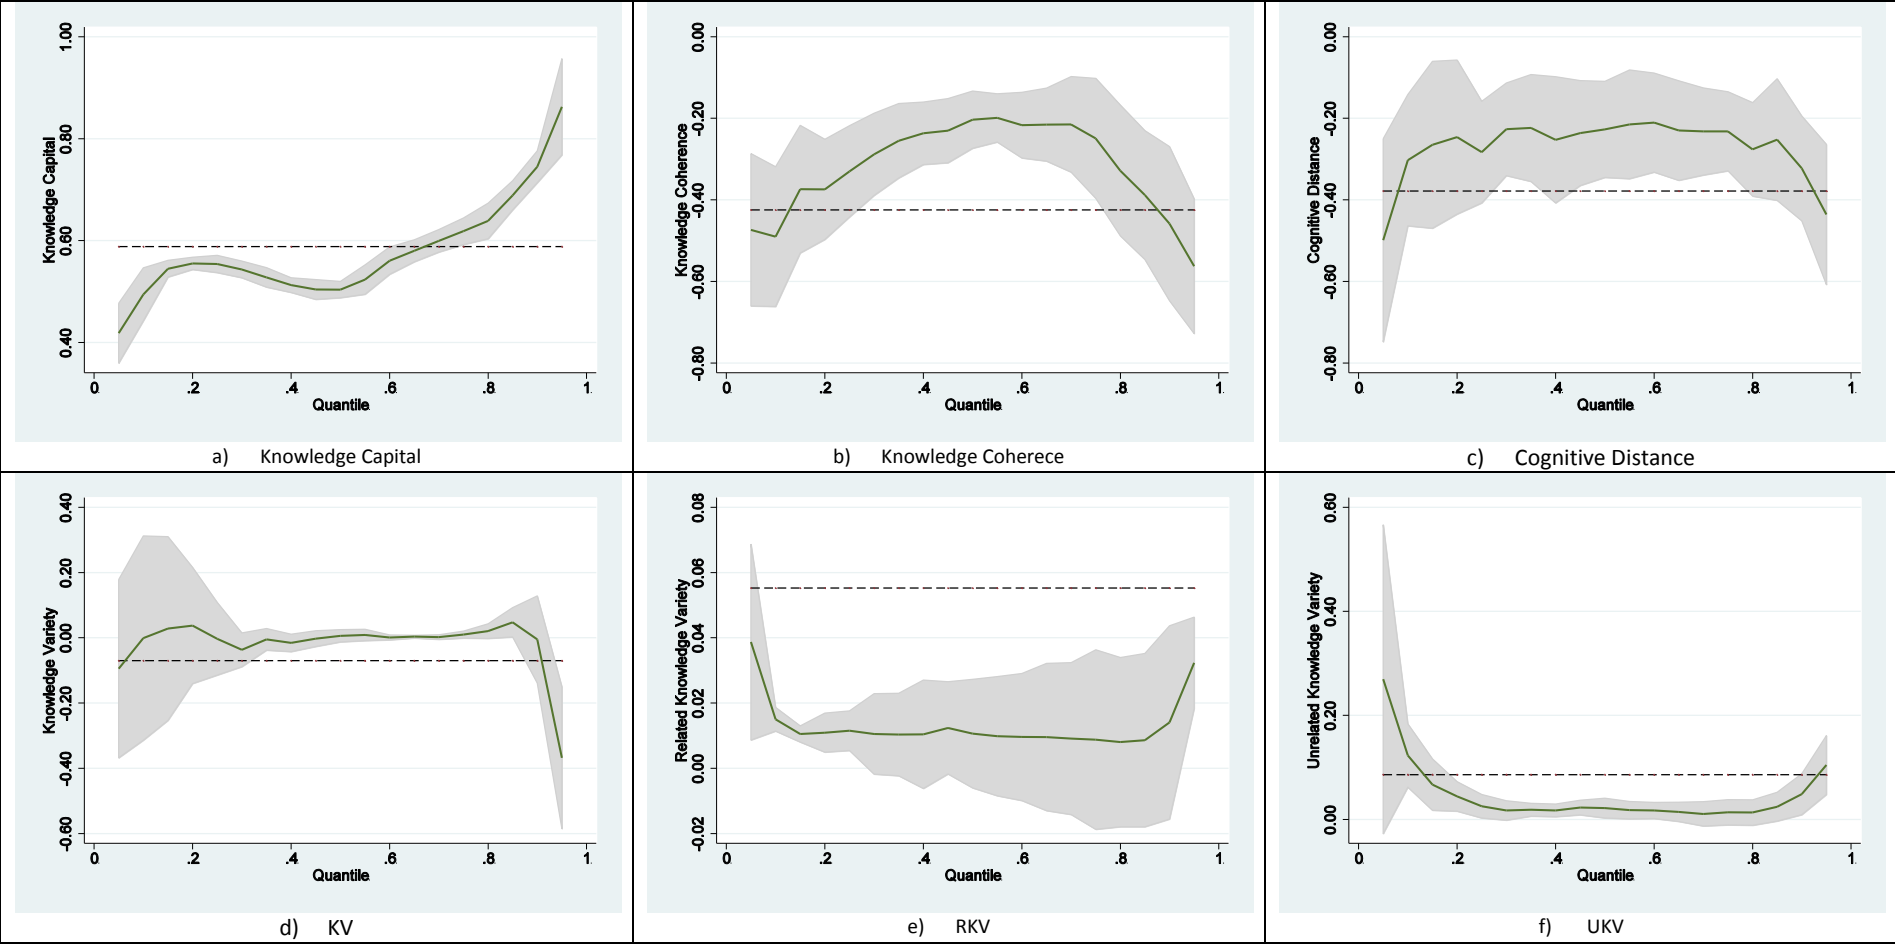 Knowledge Capital
1.00
0.80
0.60
0.40
0 .2 .4 .6 .8 1
Quantile
a) Knowledge Capital
Knowledge Coherence
0.00
-0.20
-0.40
-0.60
-0.80
0 .2 .4 .6 .8 1
Quantile
b) Knowledge Coherece
Cognitive Distance
0.00
-0.20
-0.40
-0.60
-0.80
0 .2 .4 .6 .8 1
Quantile
c) Cognitive Distance
Knowledge Variety
0.40
0.20
0.00
-0.20
-0.40
-0.60
0 .2 .4 .6 .8 1
Quantile
d) KV
Related Knowledge Variety
0.08
0.06
0.04
0.02
0.00
-0.02
0 .2 .4 .6 .8 1
Quantile
e) RKV
Unrelated Knowledge Variety
0.60
0.40
0.20
0.00
0 .2 .4 .6 .8 1
Quantile
f) UKV